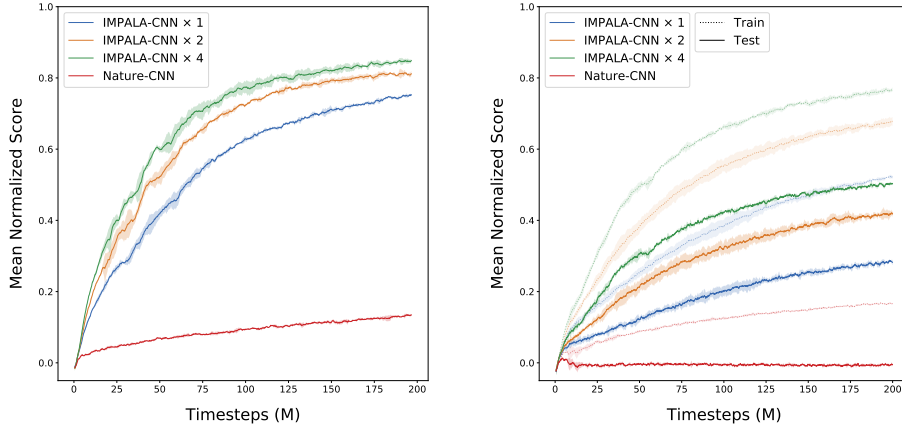 IMPALA-CNN × 1
IMPALA-CNN × 2
IMPALA-CNN × 4
Nature-CNN
1.0
0.8
0.6
0.4
0.2
0.0
Mean Normalized Score
0 25 50 75 100 125 150 175 200
Timesteps (M)
IMPALA-CNN × 1
IMPALA-CNN × 2
IMPALA-CNN × 4
Nature-CNN
Train
Test
1.0
0.8
0.6
0.4
0.2
0.0
Mean Normalized Score
0 25 50 75 100 125 150 175 200
Timesteps (M)